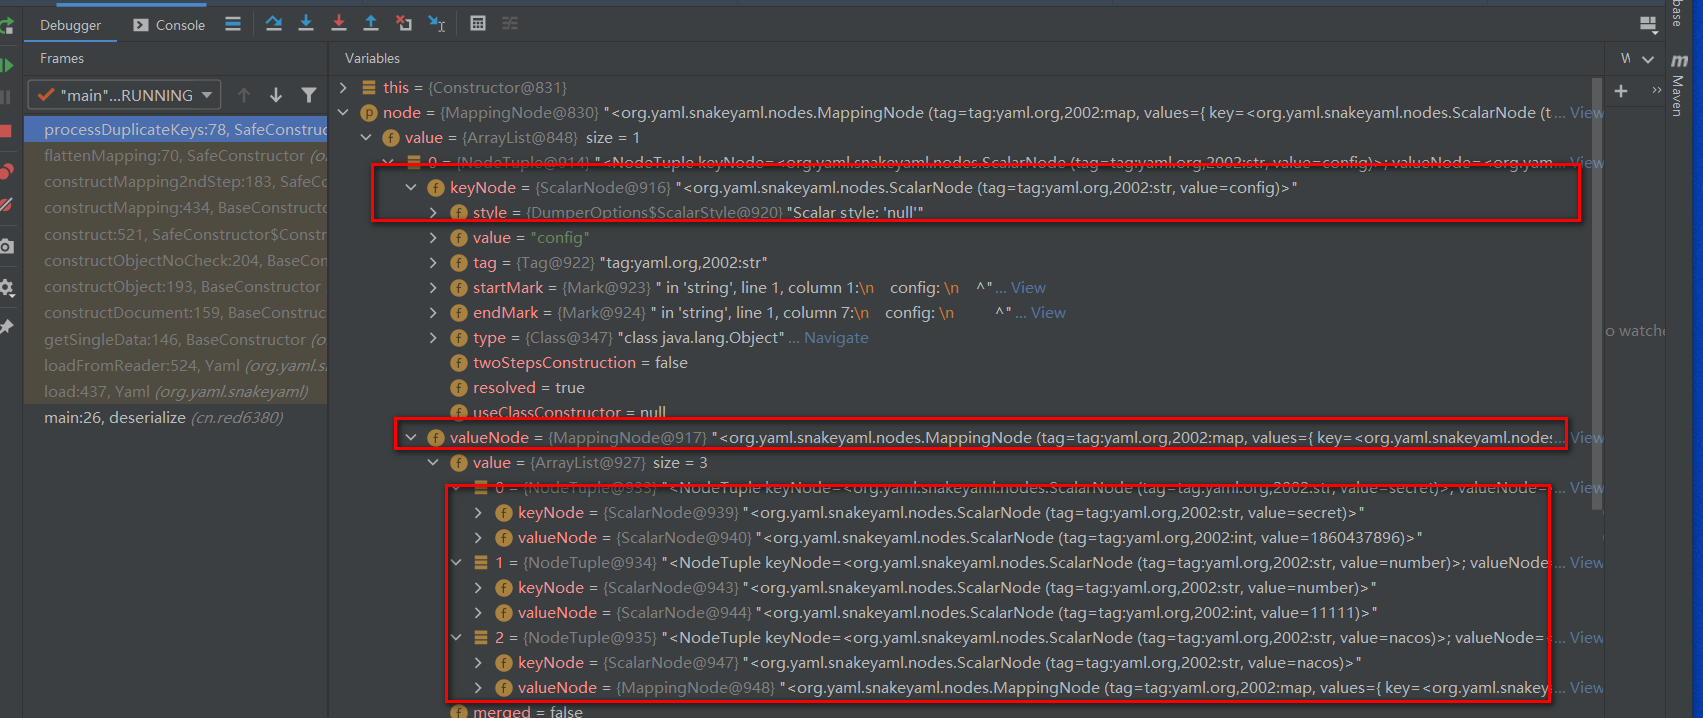 Debugger
Console
Frames
Variables
"main"...RUNNING
processDuplicateKeys:78, SafeConstruc
flattenMapping:70, SafeConstructor (o
constructMapping2ndStep:183, SafeCo
constructMapping:434, BaseConstructo
construct:521, SafeConstructor$Constr
constructObjectNoCheck:204, BaseCon
constructObject:193, BaseConstructor
constructDocument:159, BaseConstruc
getSingleData:146, BaseConstructor (o
loadFromReader:524, Yaml (org.yaml.s
load:437, Yaml (org.yaml.snakeyaml)
main:26, deserialize (cn.red6380)
this = {Constructor@831}
node = {MappingNode@830} "<org.yaml.snakeyaml.nodes.MappingNode (tag=tag:yaml.org,2002:map, values={ key=<org.yaml.snakeyaml.nodes.ScalarNode (t... View
value = {ArrayList@848} size = 1
0 = {NodeTuple@914} "<NodeTuple keyNode=<org.yaml.snakeyaml.nodes.ScalarNode (tag=tag:yaml.org,2002:str, value=config)>; valueNode=<org.yam... View
keyNode = {ScalarNode@916} "<org.yaml.snakeyaml.nodes.ScalarNode (tag=tag:yaml.org,2002:str, value=config)>"
style = {DumperOptions$ScalarStyle@920} "Scalar style: 'null'"
value = "config"
tag = {Tag@922} "tag:yaml.org,2002:str"
startMark = {Mark@923} " in 'string', line 1, column 1:\n    config: \n    ^"... View
endMark = {Mark@924} " in 'string', line 1, column 7:\n    config: \n          ^"... View
type = {Class@347} "class java.lang.Object"... Navigate
twoStepsConstruction = false
resolved = true
useClassConstructor = null
valueNode = {MappingNode@917} "<org.yaml.snakeyaml.nodes.MappingNode (tag=tag:yaml.org,2002:map, values={ key=<org.yaml.snakeyaml.nodes... View
value = {ArrayList@927} size = 3
0 = {NodeTuple@933} "<NodeTuple keyNode=<org.yaml.snakeyaml.nodes.ScalarNode (tag=tag:yaml.org,2002:str, value=secret)>; valueNode=... View
keyNode = {ScalarNode@939} "<org.yaml.snakeyaml.nodes.ScalarNode (tag=tag:yaml.org,2002:str, value=secret)>"
valueNode = {ScalarNode@940} "<org.yaml.snakeyaml.nodes.ScalarNode (tag=tag:yaml.org,2002:int, value=1860437896)>"
1 = {NodeTuple@934} "<NodeTuple keyNode=<org.yaml.snakeyaml.nodes.ScalarNode (tag=tag:yaml.org,2002:str, value=number)>; valueNode... View
keyNode = {ScalarNode@943} "<org.yaml.snakeyaml.nodes.ScalarNode (tag=tag:yaml.org,2002:str, value=number)>"
valueNode = {ScalarNode@944} "<org.yaml.snakeyaml.nodes.ScalarNode (tag=tag:yaml.org,2002:int, value=11111)>"
2 = {NodeTuple@935} "<NodeTuple keyNode=<org.yaml.snakeyaml.nodes.ScalarNode (tag=tag:yaml.org,2002:str, value=nacos)>; valueNode=<... View
keyNode = {ScalarNode@947} "<org.yaml.snakeyaml.nodes.ScalarNode (tag=tag:yaml.org,2002:str, value=nacos)>"
valueNode = {MappingNode@948} "<org.yaml.snakeyaml.nodes.MappingNode (tag=tag:yaml.org,2002:map, values={ key=<org.yaml.snakey... View
merged = false
o watche
base
Maven